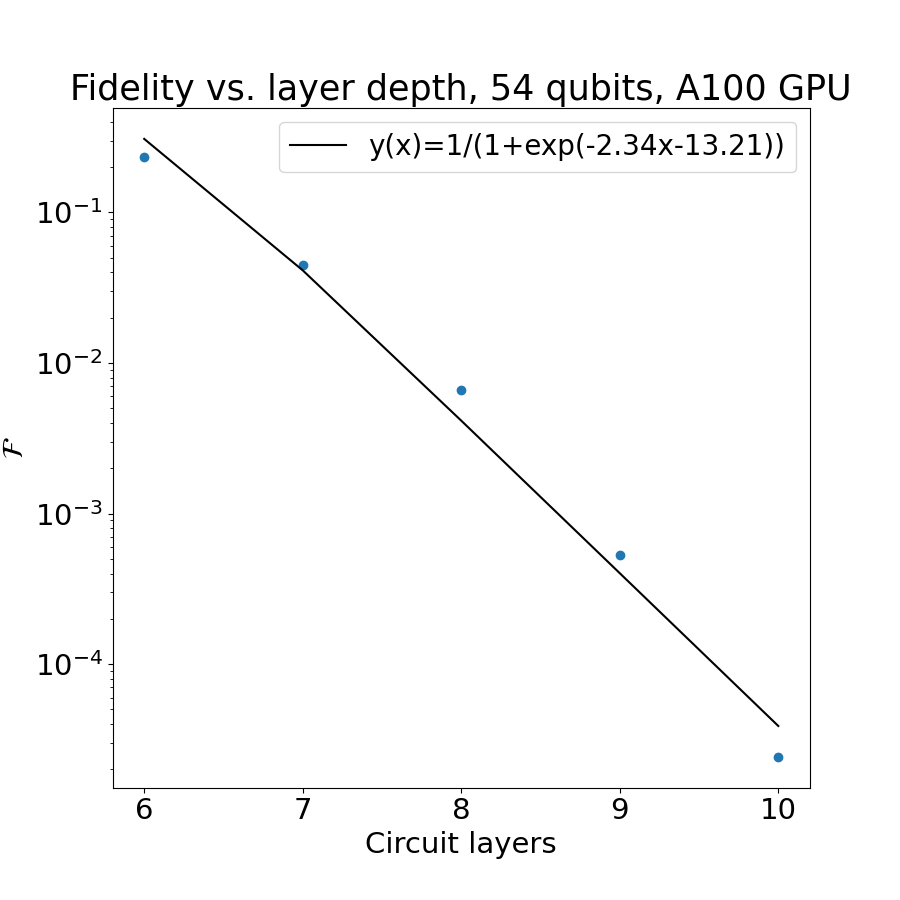 Fidelity vs. layer depth, 54 qubits, A100 GPU
y(x)=1/(1+exp(-2.34x-13.21))
10⁻¹
10⁻²
10⁻³
10⁻⁴
ℱ
6 7 8 9 10
Circuit layers